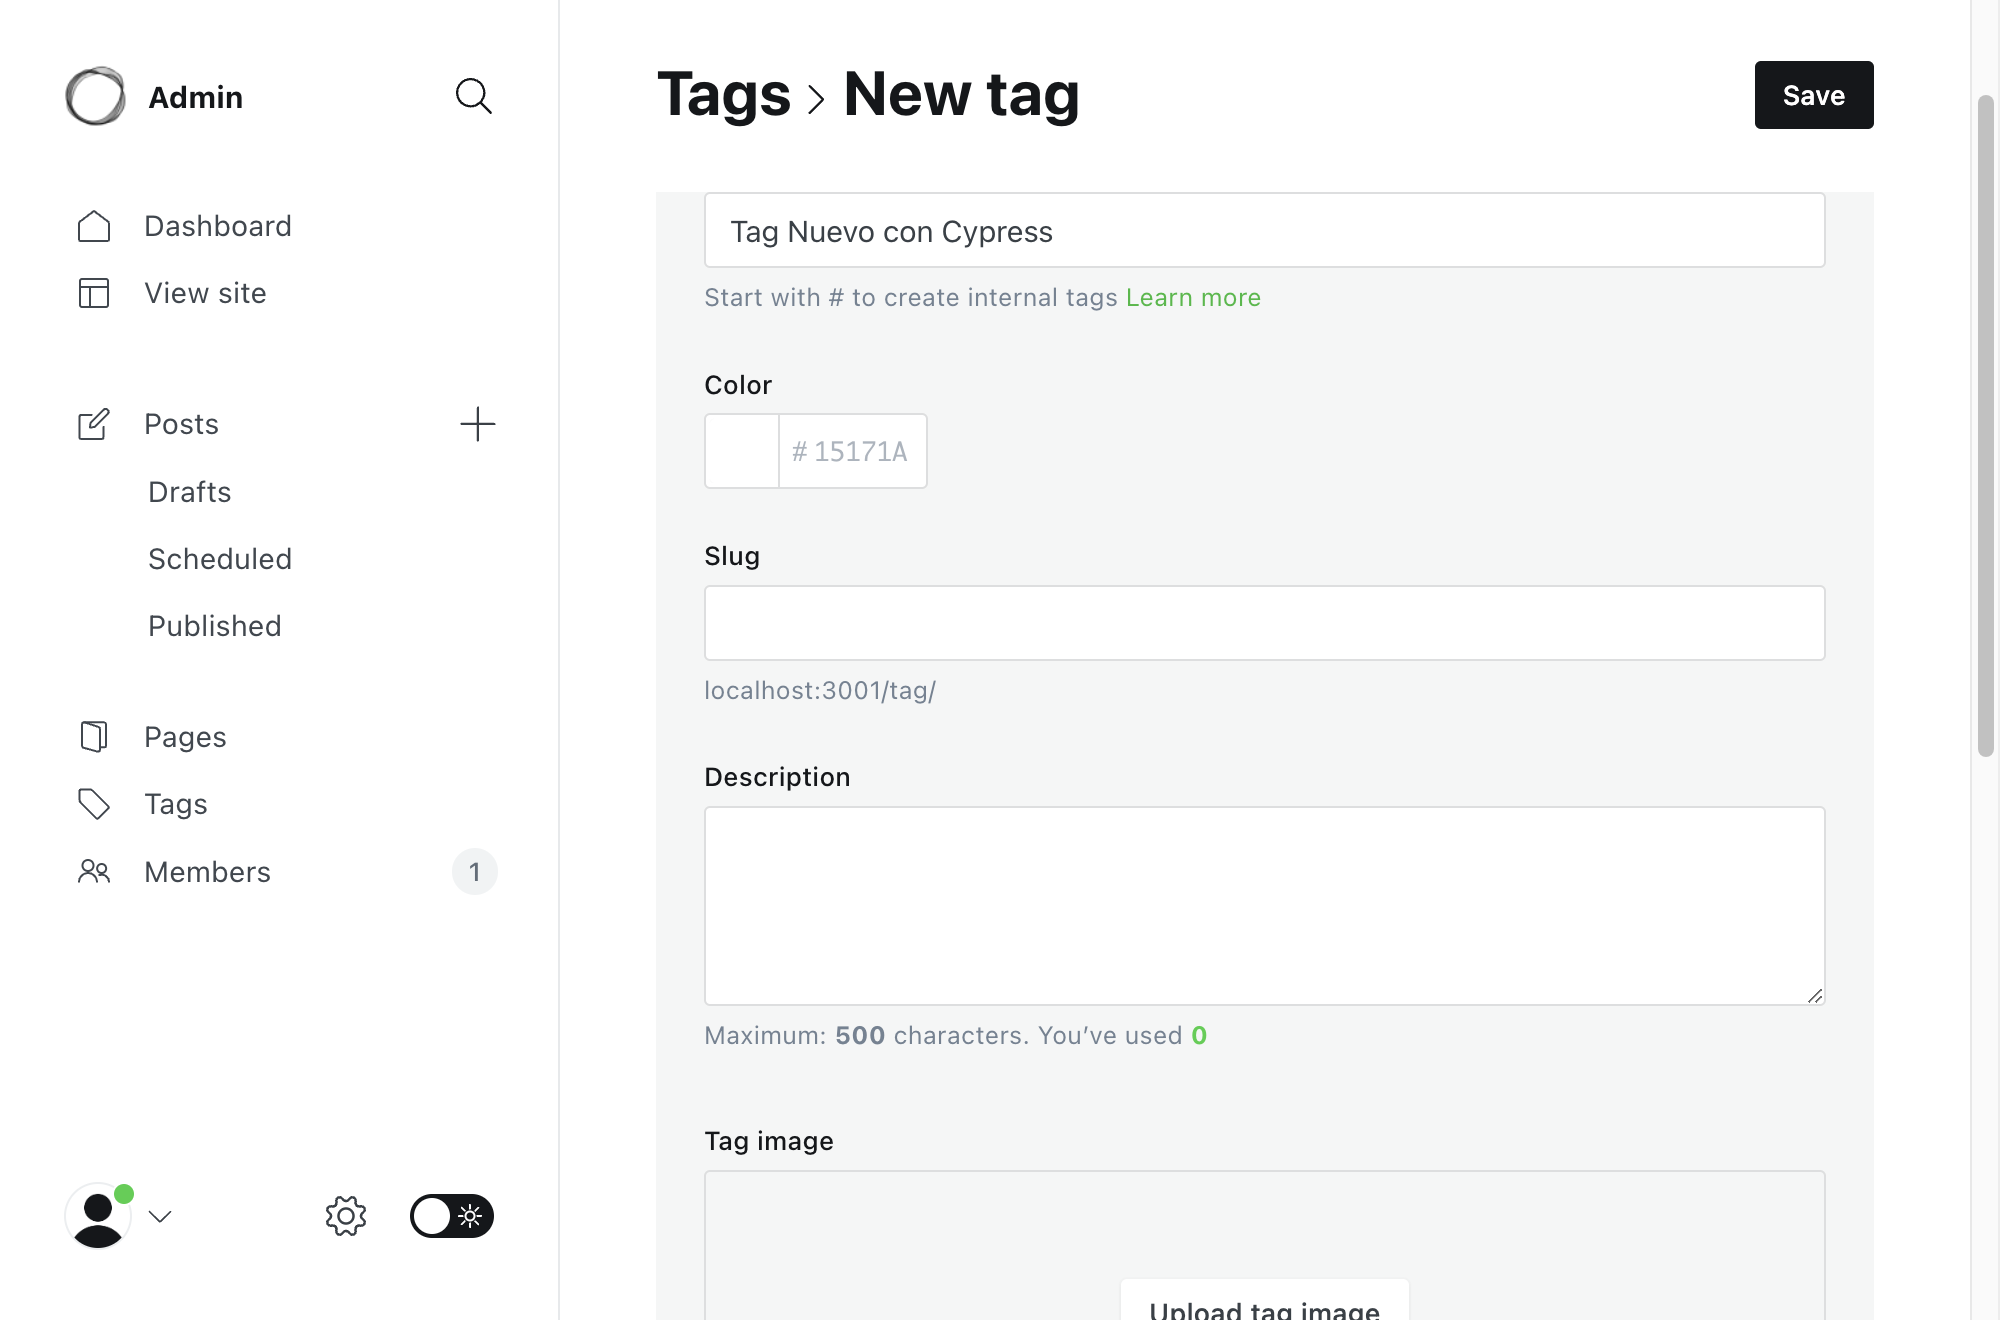 Admin
Dashboard
View site
Posts
Drafts
Scheduled
Published
Pages
Tags
Members
1
Tags > New tag
Save
Tag Nuevo con Cypress
Start with # to create internal tags Learn more
Color
# 15171A
Slug
localhost:3001/tag/
Description
Maximum: 500 characters. You’ve used 0
Tag image
Upload tag image